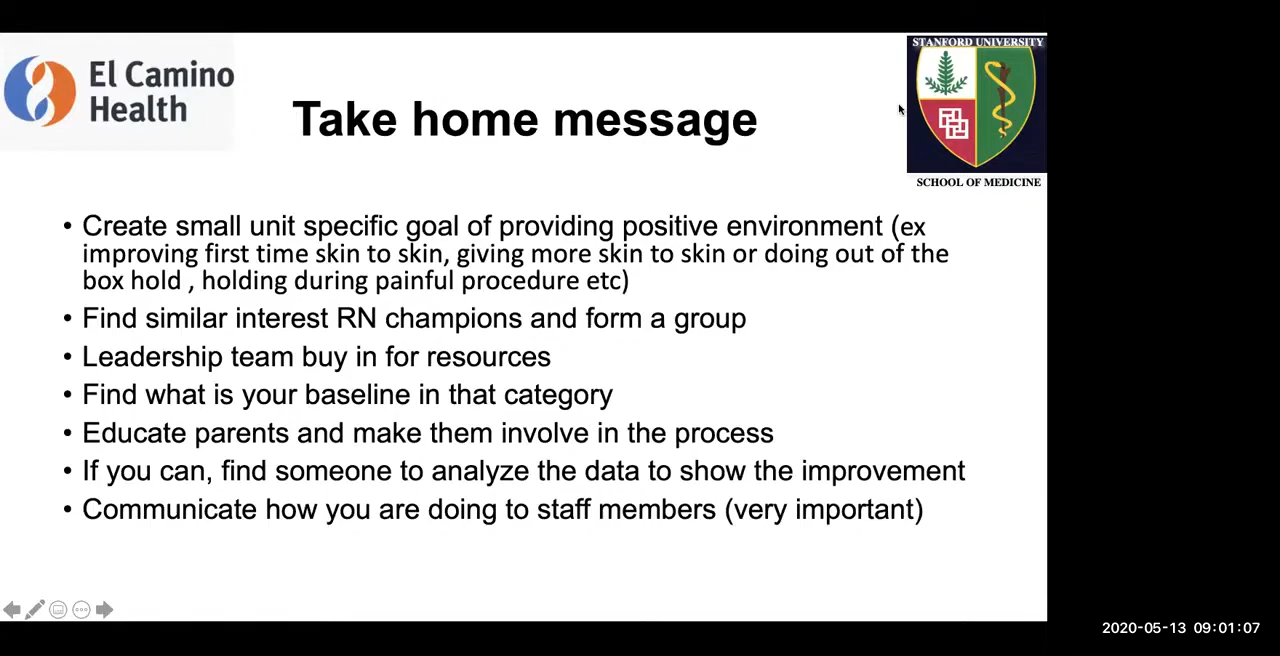 El Camino
Health
STANFORD UNIVERSITY
SCHOOL OF MEDICINE
Take home message
• Create small unit specific goal of providing positive environment (ex
improving first time skin to skin, giving more skin to skin or doing out of the
box hold , holding during painful procedure etc)
• Find similar interest RN champions and form a group
• Leadership team buy in for resources
• Find what is your baseline in that category
• Educate parents and make them involve in the process
• If you can, find someone to analyze the data to show the improvement
• Communicate how you are doing to staff members (very important)
2020-05-13 09:01:07